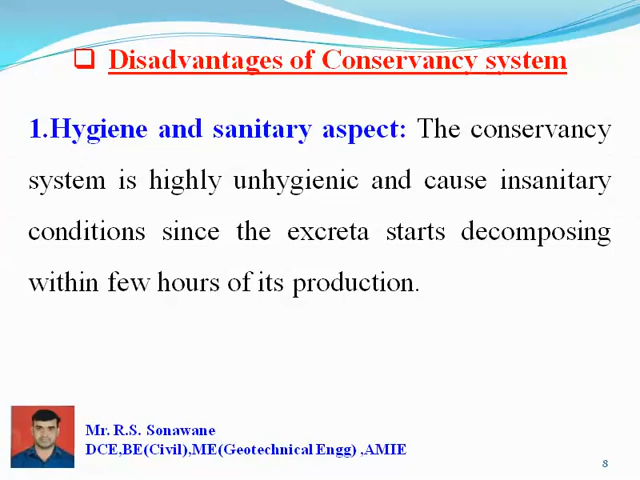 ❑ Disadvantages of Conservancy system
1.Hygiene and sanitary aspect: The conservancy
system is highly unhygienic and cause insanitary
conditions since the excreta starts decomposing
within few hours of its production.
Mr. R.S. Sonawane
DCE,BE(Civil),ME(Geotechnical Engg) ,AMIE
8